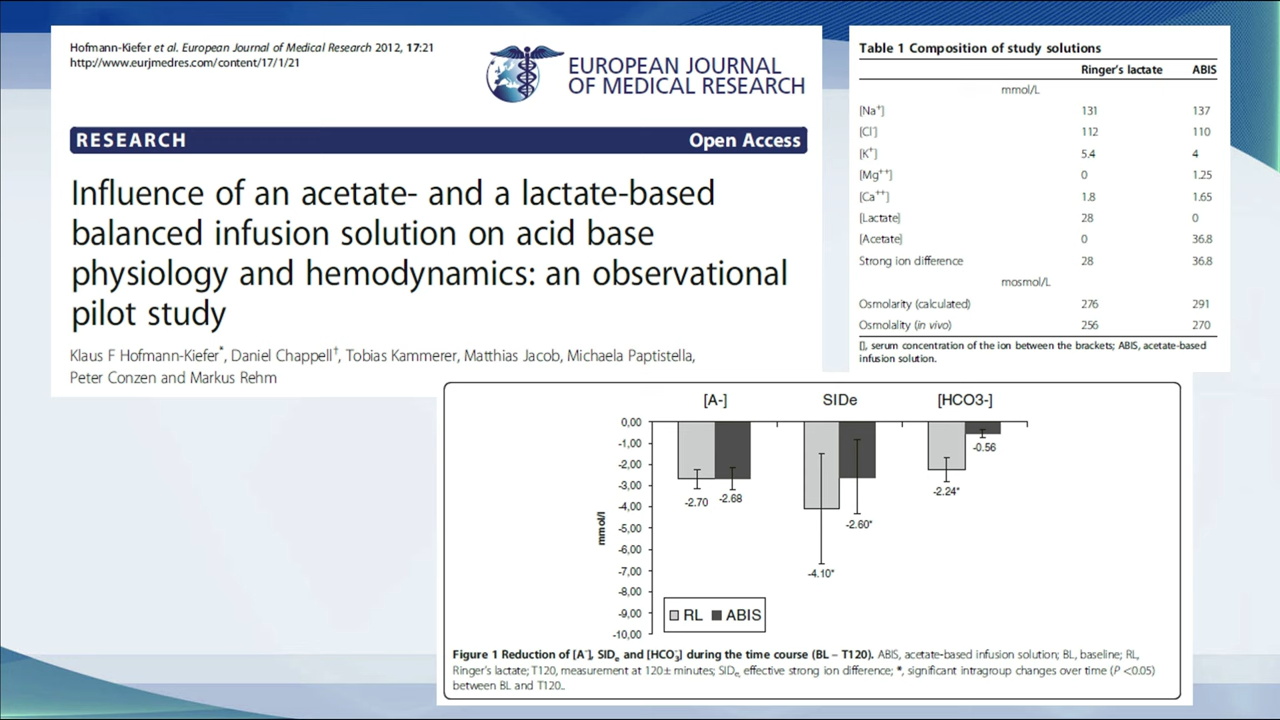 Hofmann-Kiefer et al. European Journal of Medical Research 2012, 17:21
http://www.eurjmedres.com/content/17/1/21
EUROPEAN JOURNAL
OF MEDICAL RESEARCH
RESEARCH Open Access
Influence of an acetate- and a lactate-based
balanced infusion solution on acid base
physiology and hemodynamics: an observational
pilot study
Klaus F Hofmann-Kiefer*, Daniel Chappell†, Tobias Kammerer, Matthias Jacob, Michaela Paptistella,
Peter Conzen and Markus Rehm
Table 1 Composition of study solutions
Ringer's lactate ABIS
mmol/L
[Na+] 131 137
[Cl-] 112 110
[K+] 5.4 4
[Mg++] 0 1.25
[Ca++] 1.8 1.65
[Lactate] 28 0
[Acetate] 0 36.8
Strong ion difference 28 36.8
mosmol/L
Osmolarity (calculated) 276 291
Osmolality (in vivo) 256 270
[], serum concentration of the ion between the brackets; ABIS, acetate-based
infusion solution.
[A-] SIDe [HCO3-]
0,00
-1,00
-2,00
-3,00
-4,00
-5,00
-6,00
-7,00
-8,00
-9,00
-10,00
mmol/l
-2.70
-2.68
-4.10*
-2.60*
-2.24*
-0.56
RL ABIS
Figure 1 Reduction of [A-], SIDe and [HCO3-] during the time course (BL – T120). ABIS, acetate-based infusion solution; BL, baseline; RL,
Ringer's lactate; T120, measurement at 120± minutes; SIDe, effective strong ion difference; *, significant intragroup changes over time (P <0.05)
between BL and T120..